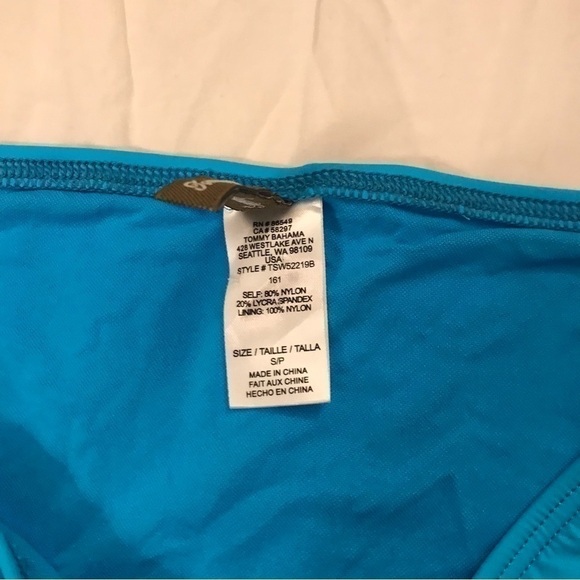 RN# 86549
CA# 58297
TOMMY BAHAMA
428 WESTLAKE AVE N
SEATTLE, WA 98109
USA
STYLE # TSW52219B
161
SELF: 80% NYLON
20% LYCRA SPANDEX
LINING: 100% NYLON
SIZE / TAILLE / TALLA
S/P
MADE IN CHINA
FAIT AUX CHINE
HECHO EN CHINA